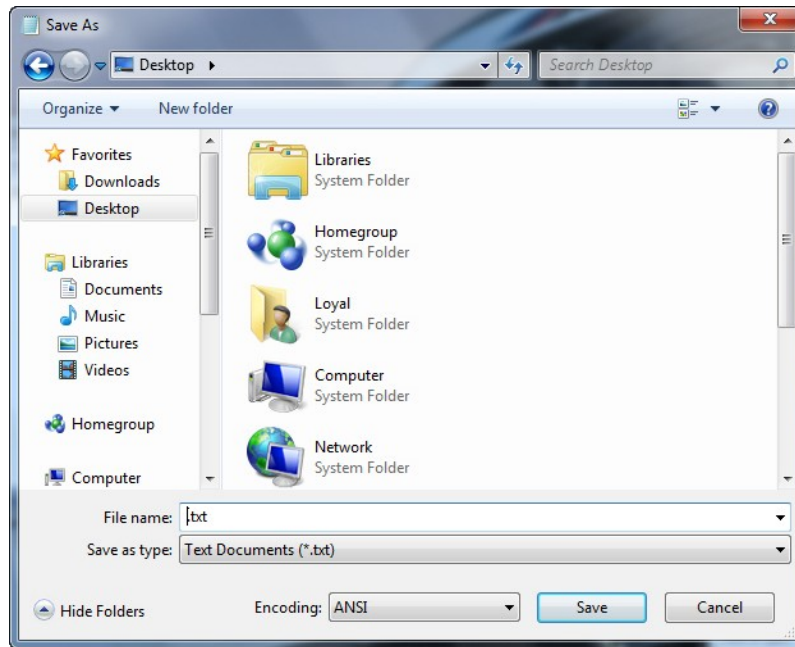 Save As
Desktop
Search Desktop
Organize
New folder
Favorites
Downloads
Desktop
Libraries
Documents
Music
Pictures
Videos
Homegroup
Computer
Libraries
System Folder
Homegroup
System Folder
Loyal
System Folder
Computer
System Folder
Network
System Folder
File name: .txt
Save as type: Text Documents (*.txt)
Hide Folders
Encoding: ANSI
Save
Cancel